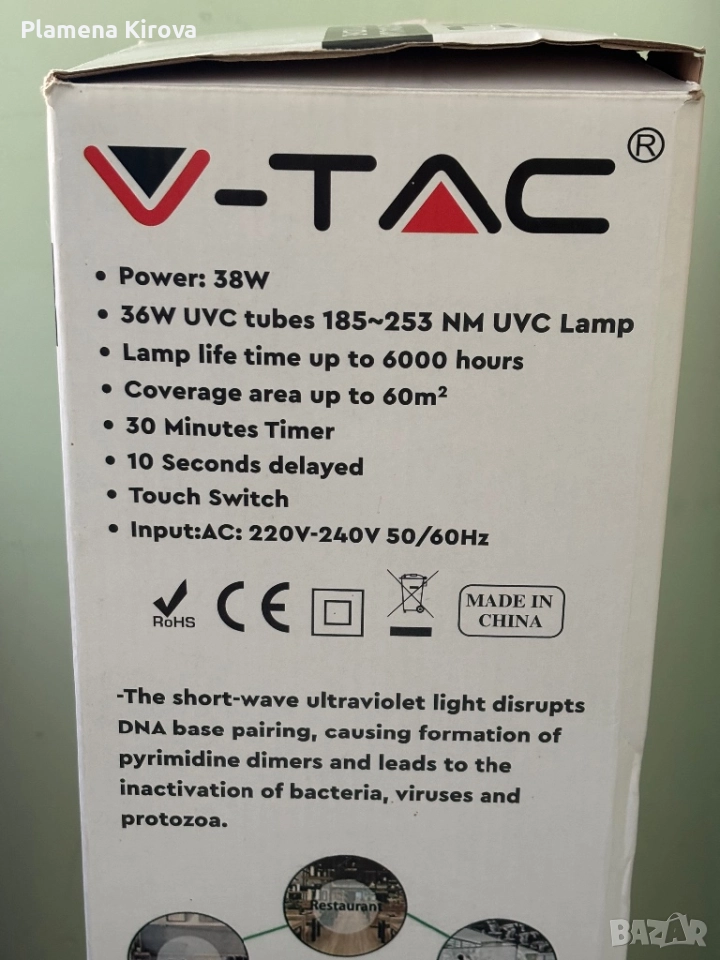 Plamena Kirova
V-TAC®
• Power: 38W
• 36W UVC tubes 185~253 NM UVC Lamp
• Lamp life time up to 6000 hours
• Coverage area up to 60m²
• 30 Minutes Timer
• 10 Seconds delayed
• Touch Switch
• Input:AC: 220V-240V 50/60Hz
RoHS CE
MADE IN
CHINA
-The short-wave ultraviolet light disrupts
DNA base pairing, causing formation of
pyrimidine dimers and leads to the
inactivation of bacteria, viruses and
protozoa.
Restaurant
BAZAR